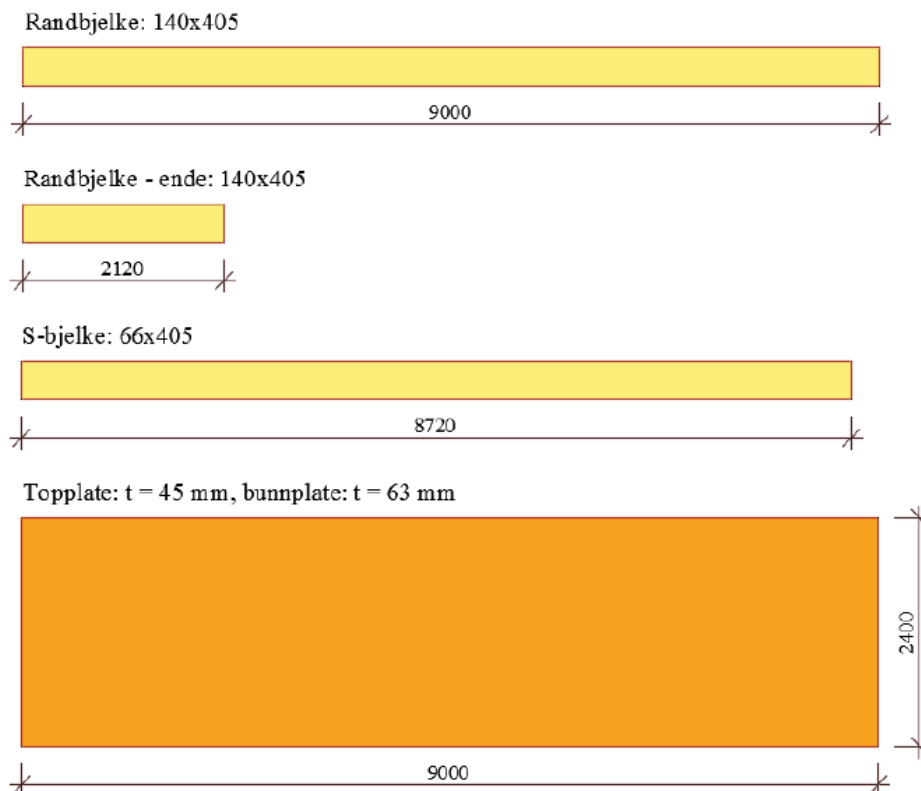 Randbjelke: 140x405
9000
Randbjelke - ende: 140x405
2120
S-bjelke: 66x405
8720
Topplate: t = 45 mm, bunnplate: t = 63 mm
2400
9000